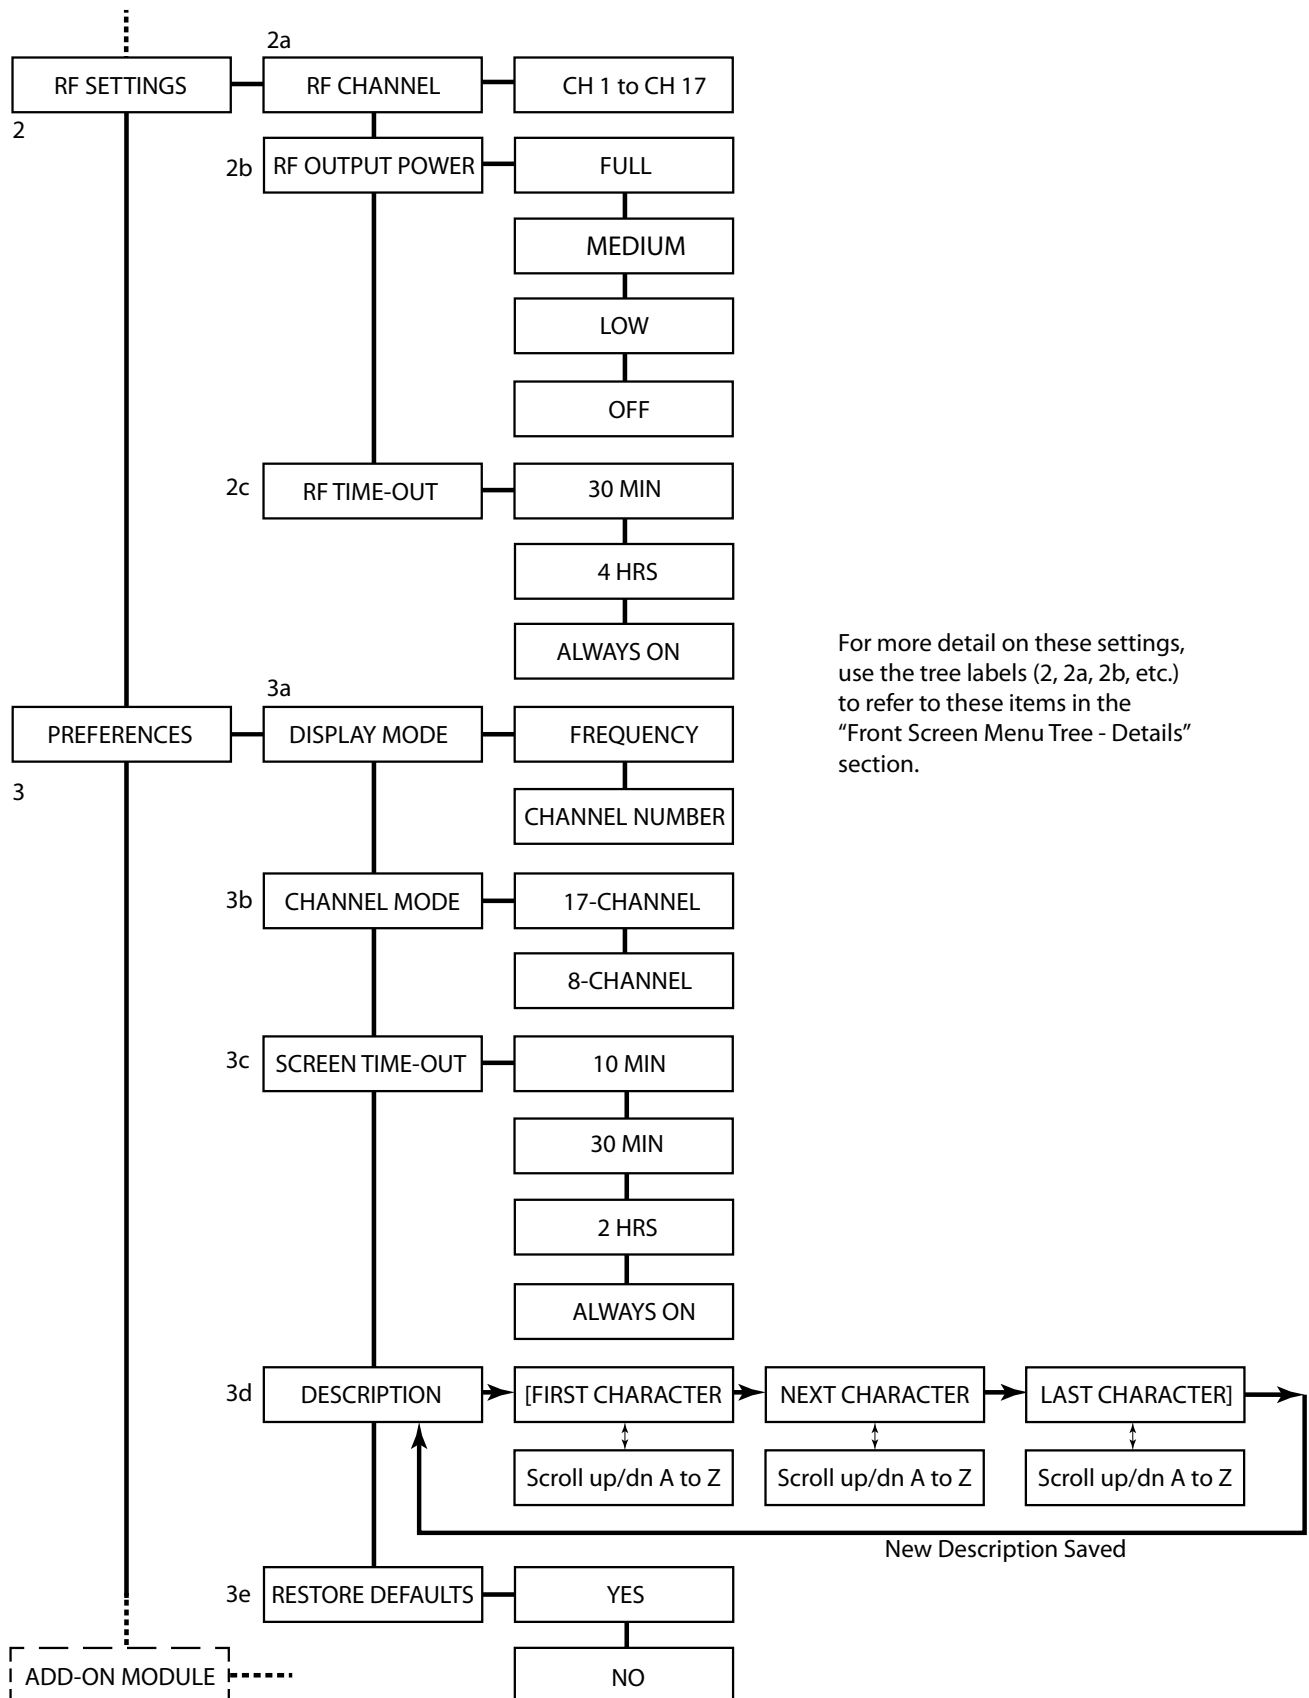 2a
RF SETTINGS
RF CHANNEL
CH 1 to CH 17
2
2b
RF OUTPUT POWER
FULL
MEDIUM
LOW
OFF
2c
RF TIME-OUT
30 MIN
4 HRS
ALWAYS ON
For more detail on these settings,
use the tree labels (2, 2a, 2b, etc.)
to refer to these items in the
“Front Screen Menu Tree - Details”
section.
3a
PREFERENCES
DISPLAY MODE
FREQUENCY
3
CHANNEL NUMBER
3b
CHANNEL MODE
17-CHANNEL
8-CHANNEL
3c
SCREEN TIME-OUT
10 MIN
30 MIN
2 HRS
ALWAYS ON
3d
DESCRIPTION
[FIRST CHARACTER
NEXT CHARACTER
LAST CHARACTER]
Scroll up/dn A to Z
Scroll up/dn A to Z
Scroll up/dn A to Z
New Description Saved
3e
RESTORE DEFAULTS
YES
ADD-ON MODULE
NO